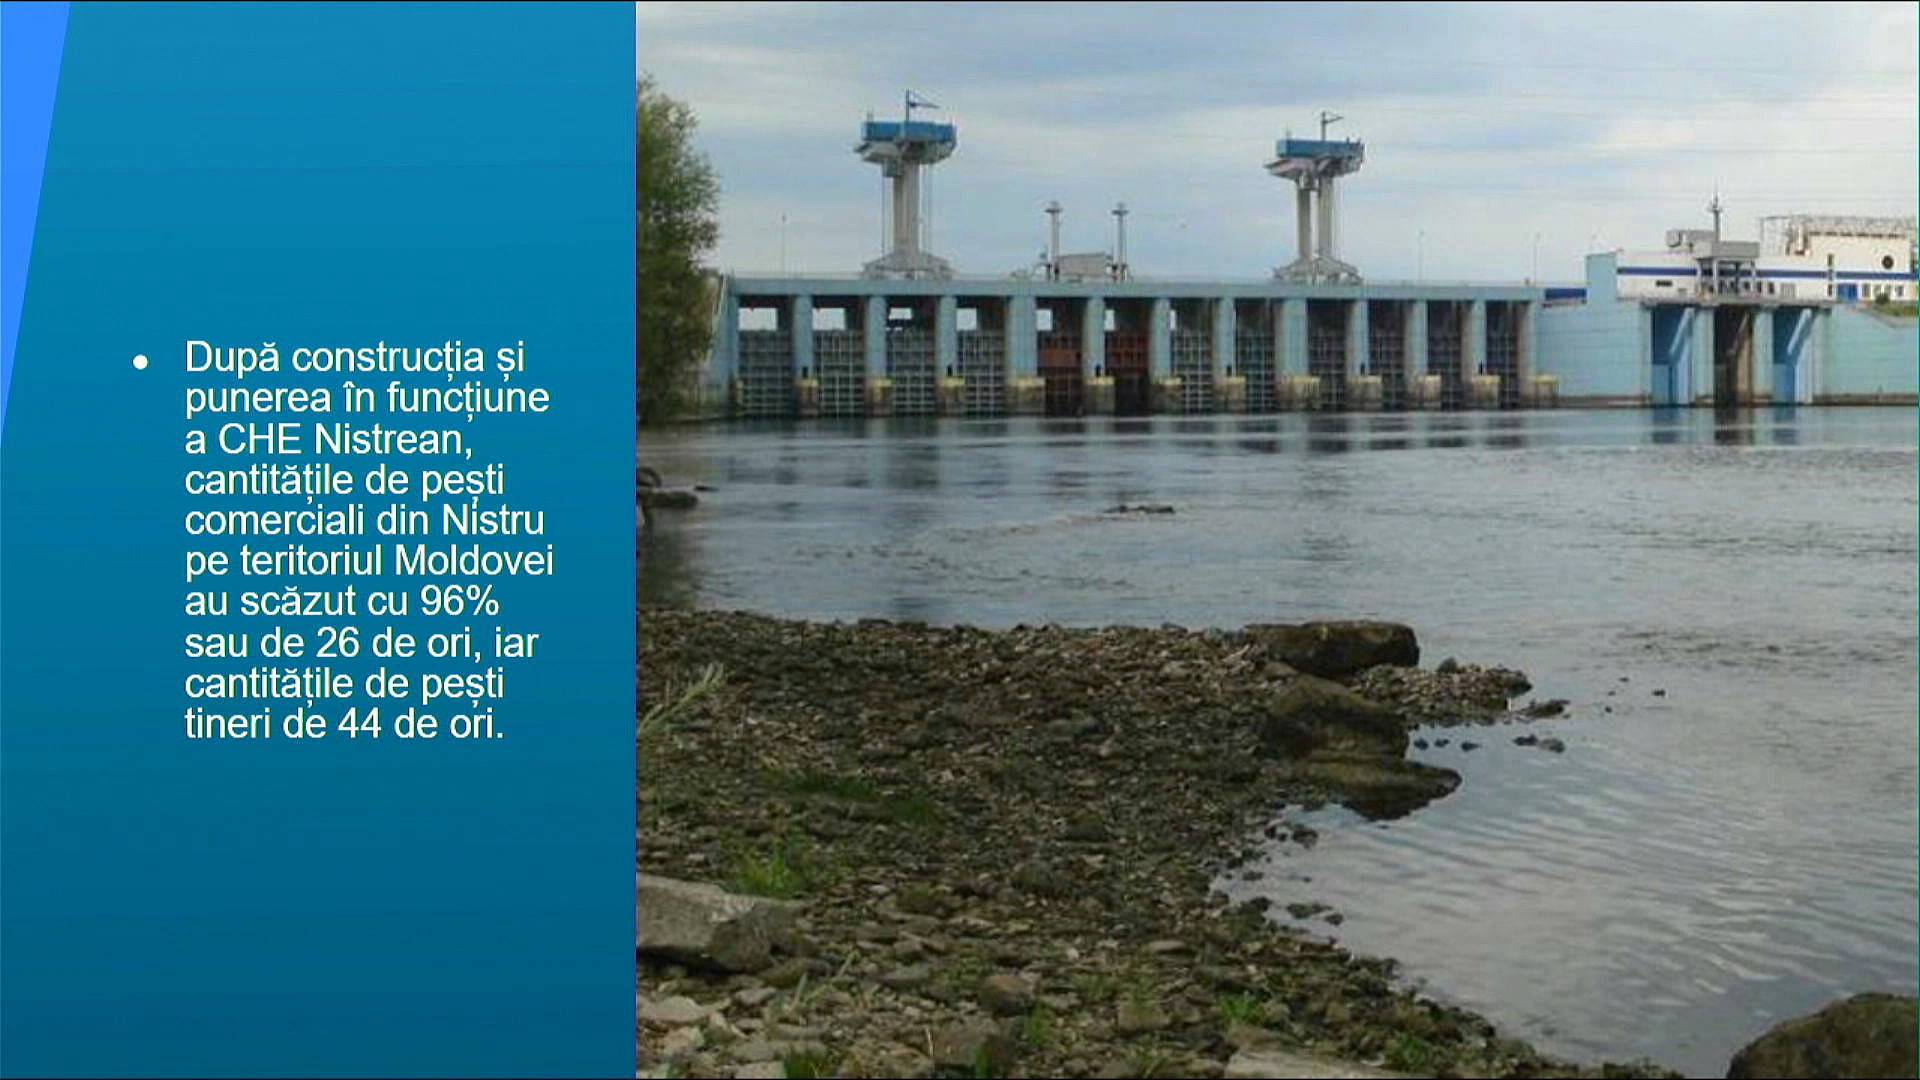 După construcția și
punerea în funcțiune
a CHE Nistrean,
cantitățile de pești
comerciali din Nistru
pe teritoriul Moldovei
au scăzut cu 96%
sau de 26 de ori, iar
cantitățile de pești
tineri de 44 de ori.